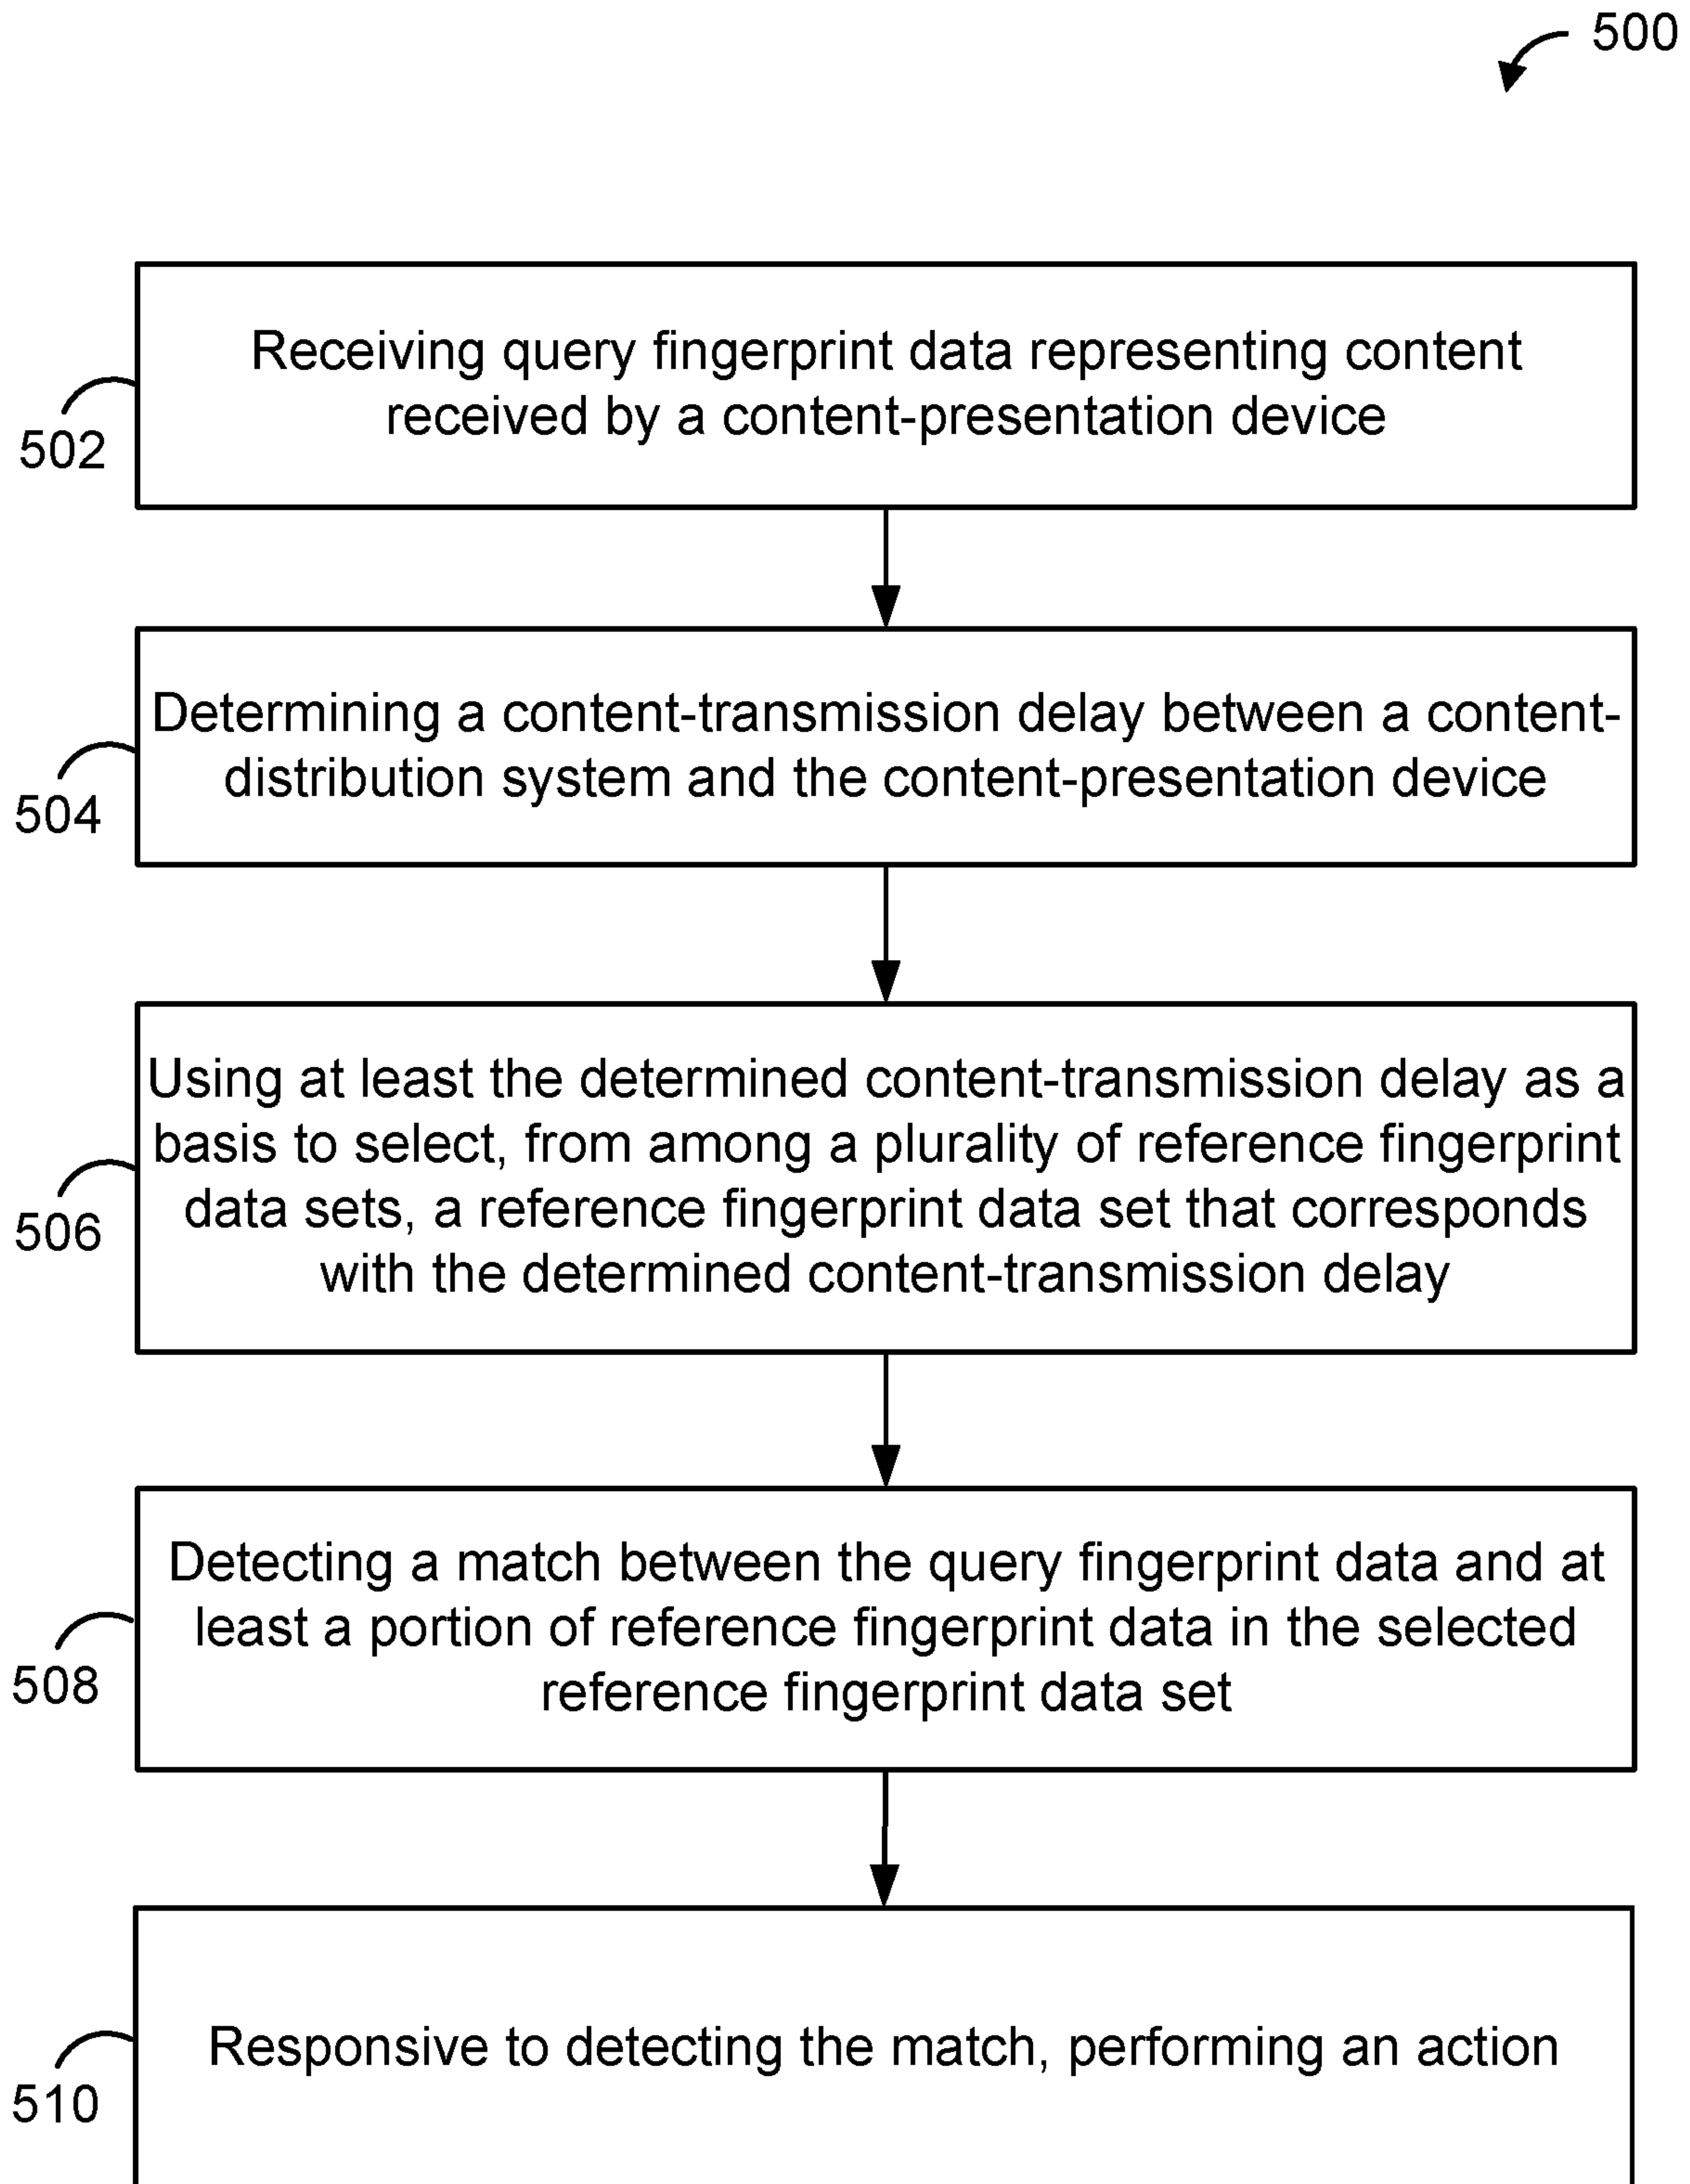 500
Receiving query fingerprint data representing content
received by a content-presentation device
502
Determining a content-transmission delay between a content-
distribution system and the content-presentation device
504
Using at least the determined content-transmission delay as a
basis to select, from among a plurality of reference fingerprint
data sets, a reference fingerprint data set that corresponds
with the determined content-transmission delay
506
Detecting a match between the query fingerprint data and at
least a portion of reference fingerprint data in the selected
reference fingerprint data set
508
Responsive to detecting the match, performing an action
510